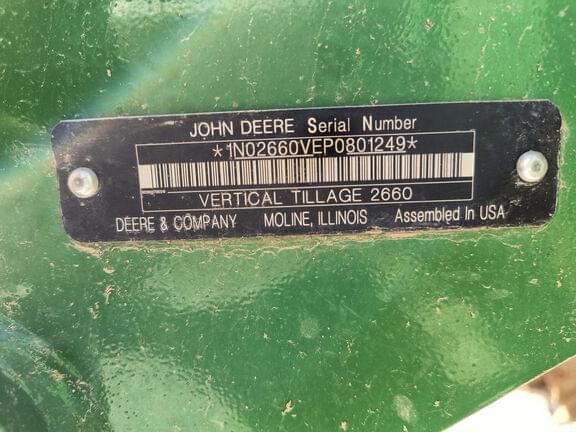 JOHN DEERE Serial Number
*1N02660VEP0801249*
VERTICAL TILLAGE 2660
DEERE & COMPANY MOLINE, ILLINOIS Assembled In USA